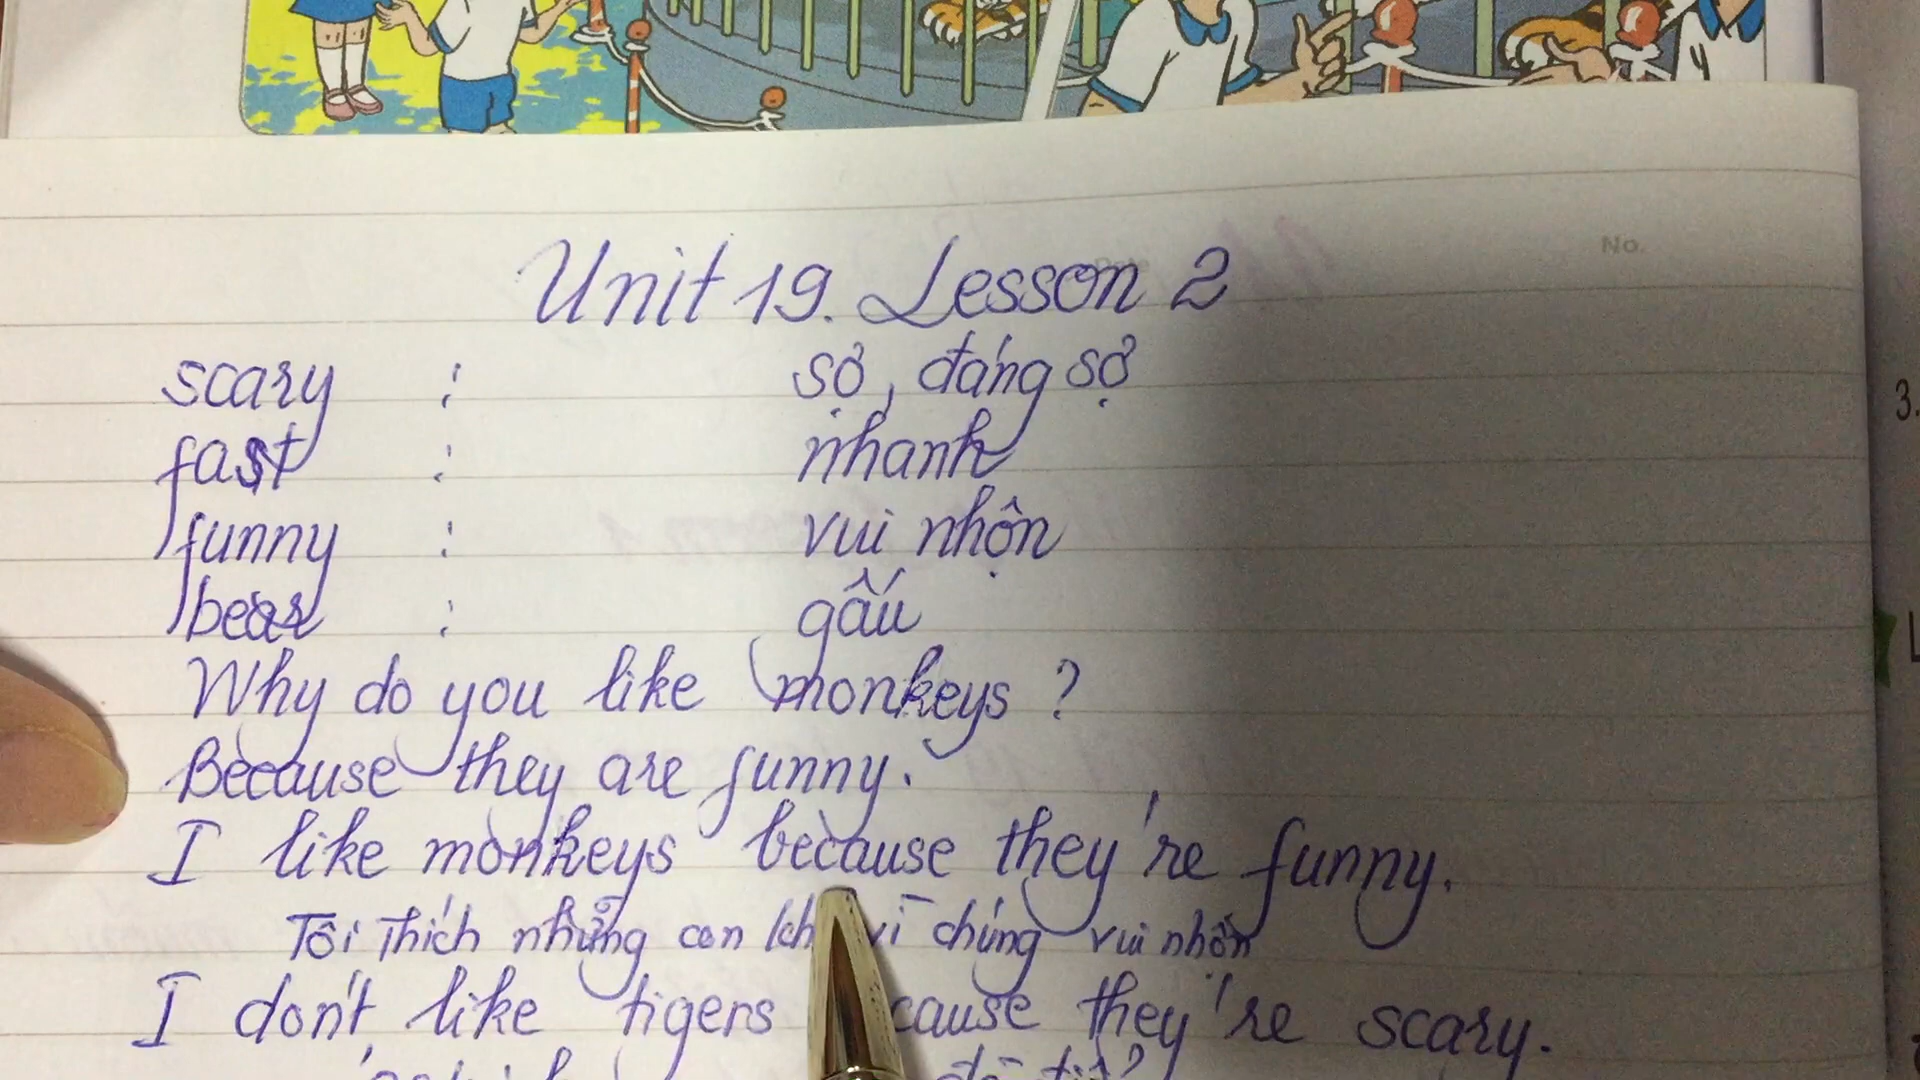 No.
Unit 19. Lesson 2
scary : sợ, đáng sợ
fast : nhanh
funny : vui nhộn
bear : gấu
Why do you like monkeys ?
Because they are funny.
I like monkeys because they're funny.
Tôi thích những con vì chúng vui nhộn
I don't like tigers they're scary.
3.